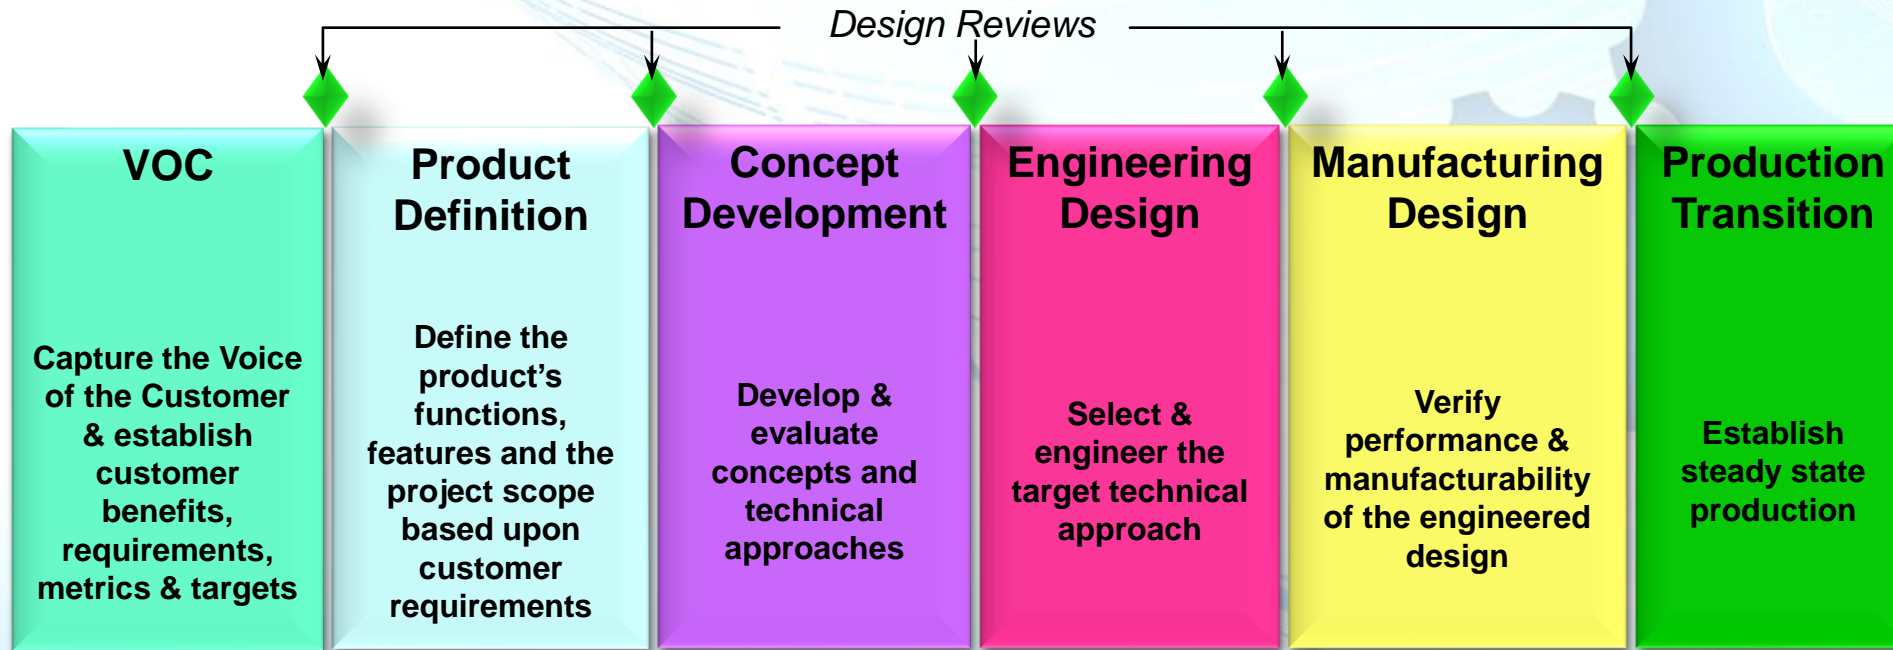 Design Reviews
VOC
Capture the Voice
of the Customer
& establish
customer
benefits,
requirements,
metrics & targets
Product
Definition
Define the
product’s
functions,
features and the
project scope
based upon
customer
requirements
Concept
Development
Develop &
evaluate
concepts and
technical
approaches
Engineering
Design
Select &
engineer the
target technical
approach
Manufacturing
Design
Verify
performance &
manufacturability
of the engineered
design
Production
Transition
Establish
steady state
production